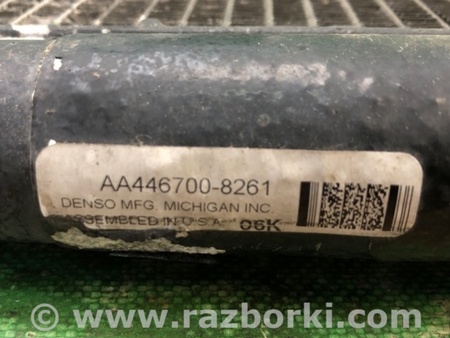 AA446700-8261
DENSO MFG. MICHIGAN INC.
ASSEMBLED IN U.S.A. 06K
www.razborki.com